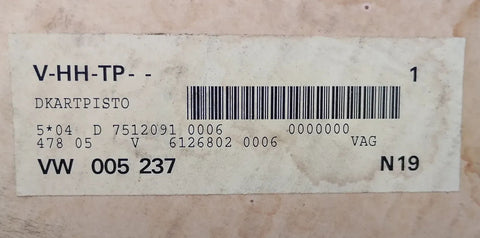 V-HH-TP- - 1
DKARTPISTO
5*04 D 7512091 0006 0000000
478 05 V 6126802 0006 VAG
VW 005 237 N19